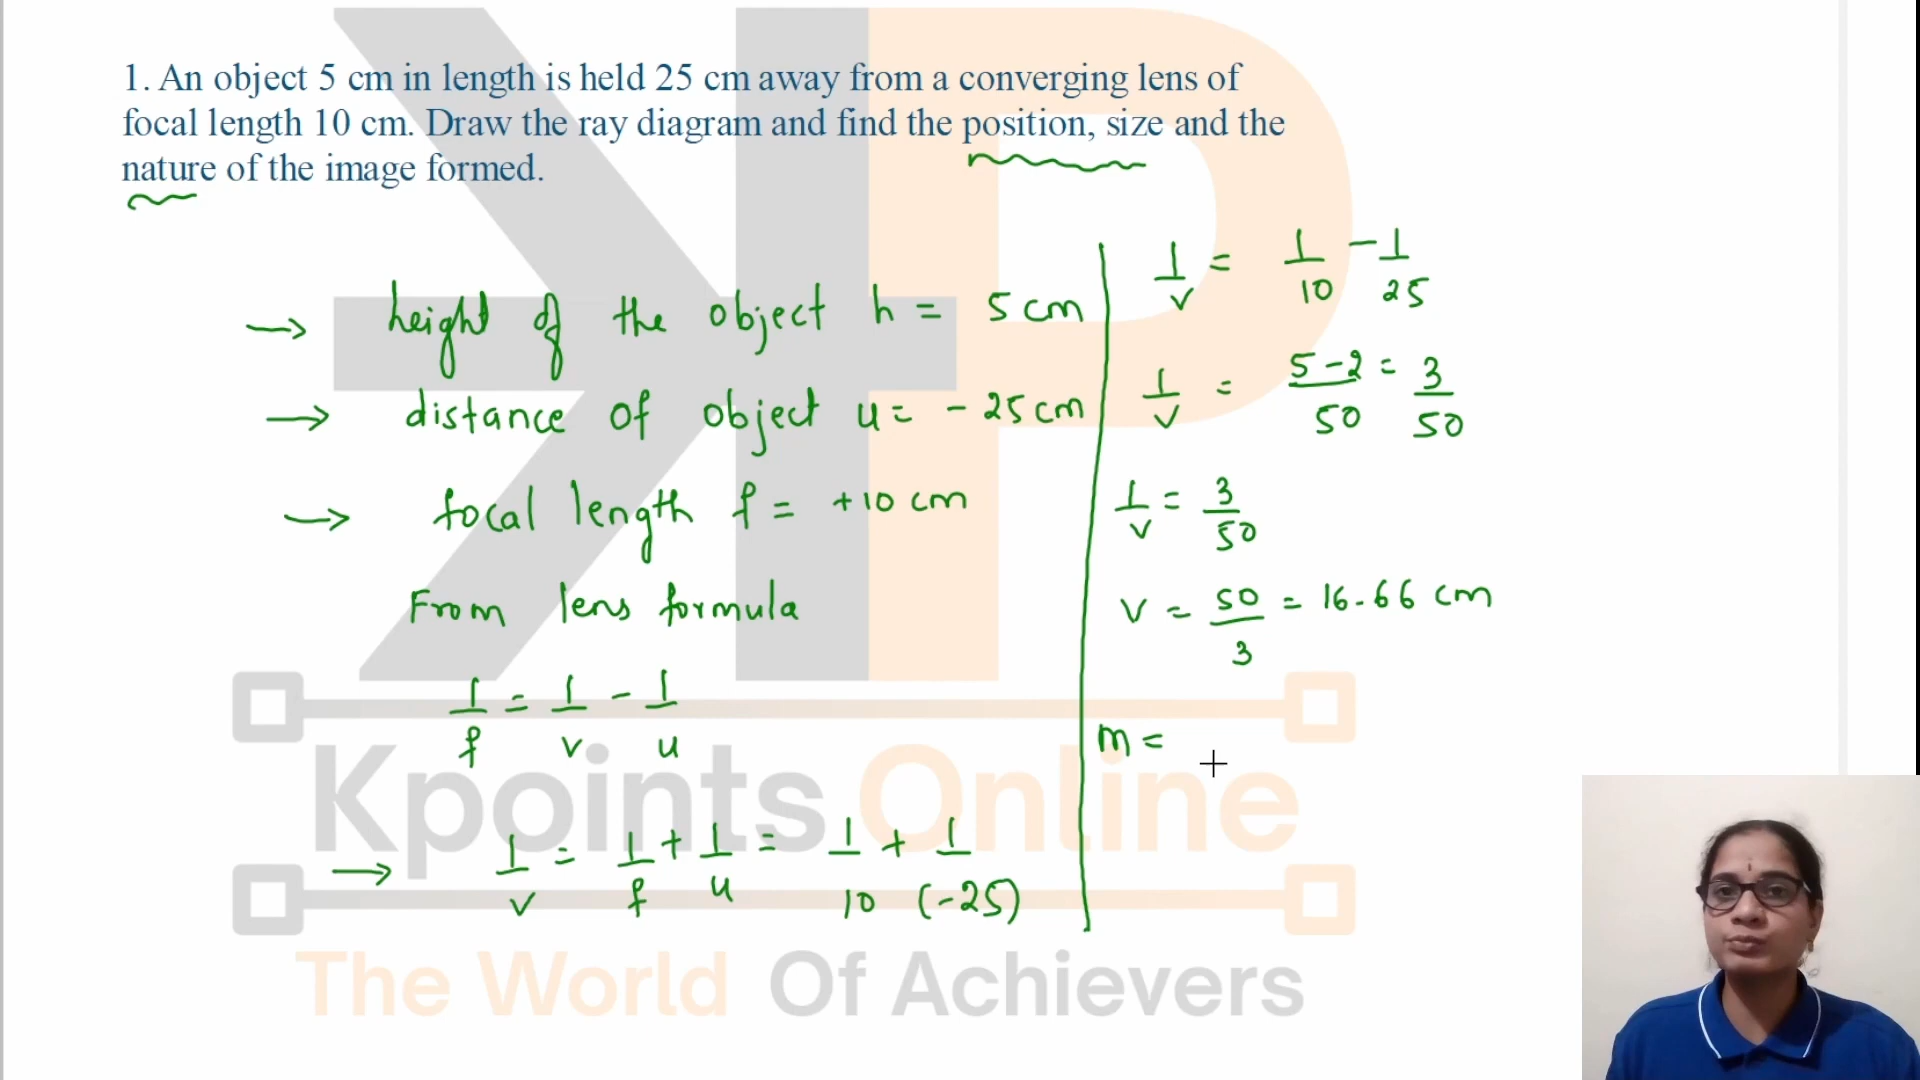 1. An object 5 cm in length is held 25 cm away from a converging lens of
focal length 10 cm. Draw the ray diagram and find the position, size and the
nature of the image formed.
→ height of the object h = 5 cm
→ distance of object u = - 25 cm
→ focal length f = +10 cm
From lens formula
1/f = 1/v - 1/u
→ 1/v = 1/f + 1/u = 1/10 + 1/(-25)
1/v = 1/10 - 1/25
1/v = 5-2/50 = 3/50
1/v = 3/50
v = 50/3 = 16.66 cm
m =
Kpoints Online
The World Of Achievers